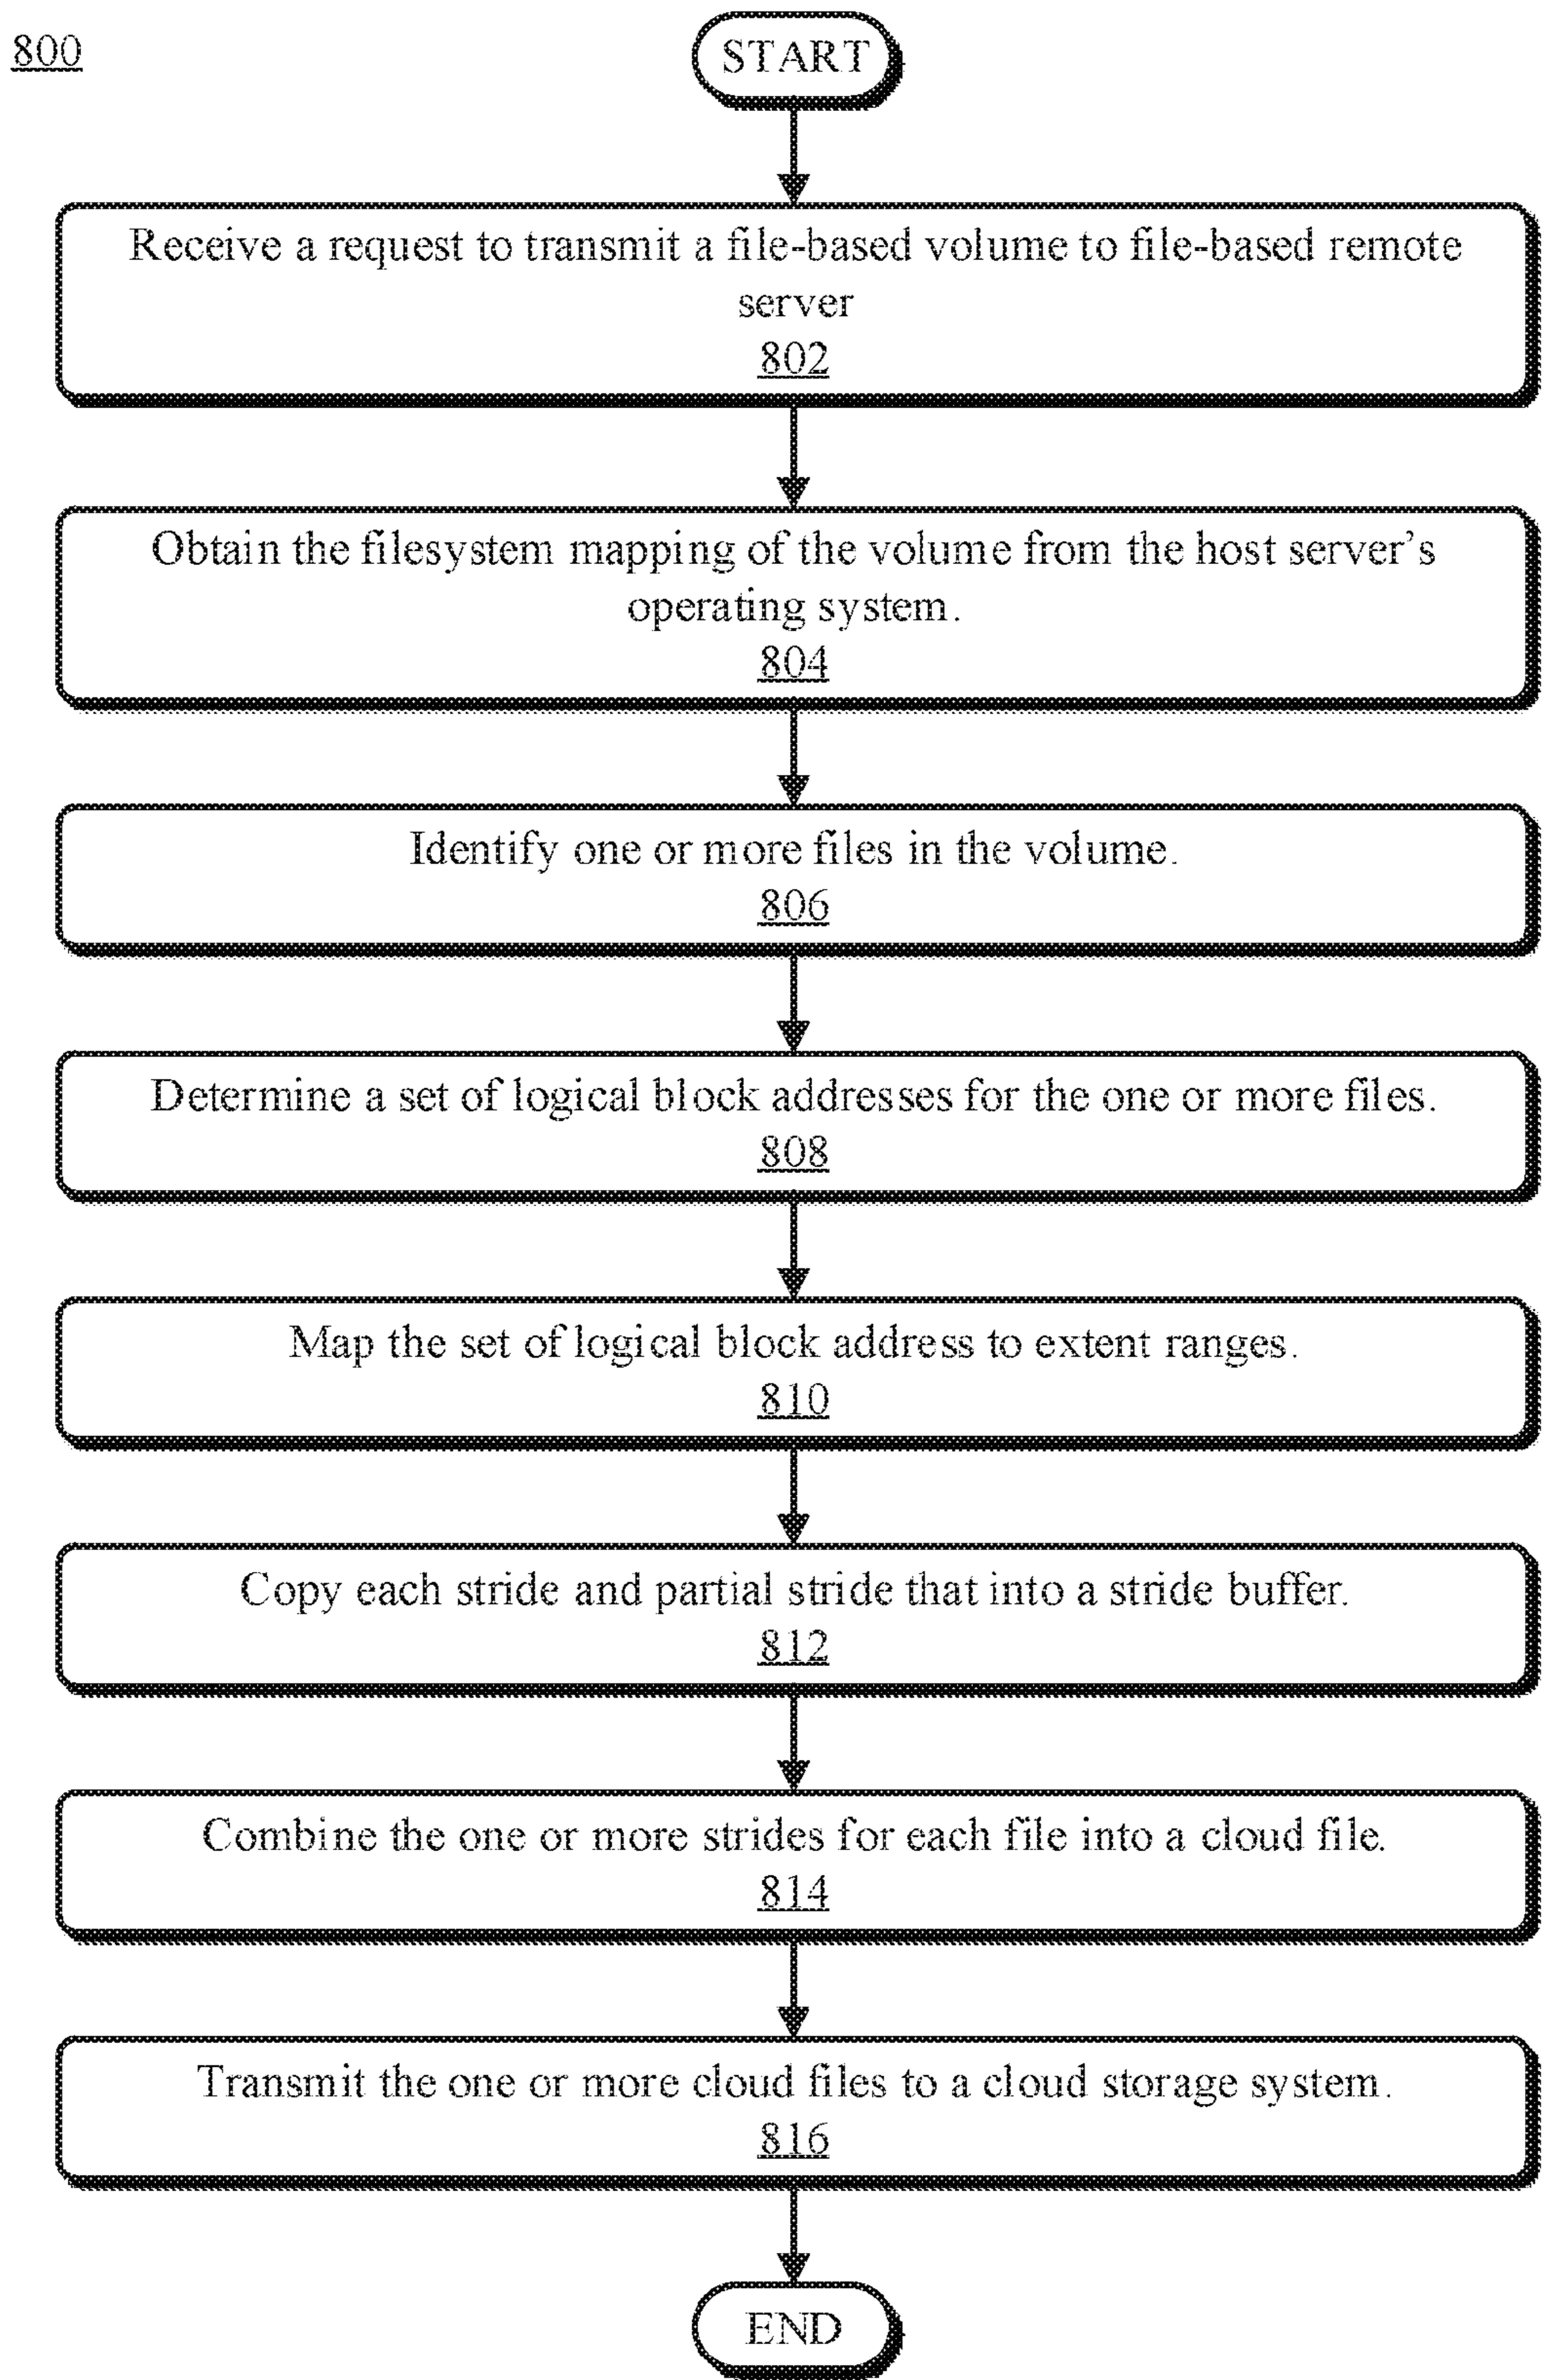 800
START
Receive a request to transmit a file-based volume to file-based remote
server
802
Obtain the filesystem mapping of the volume from the host server's
operating system.
804
Identify one or more files in the volume.
806
Determine a set of logical block addresses for the one or more files.
808
Map the set of logical block address to extent ranges.
810
Copy each stride and partial stride that into a stride buffer.
812
Combine the one or more strides for each file into a cloud file.
814
Transmit the one or more cloud files to a cloud storage system.
816
END